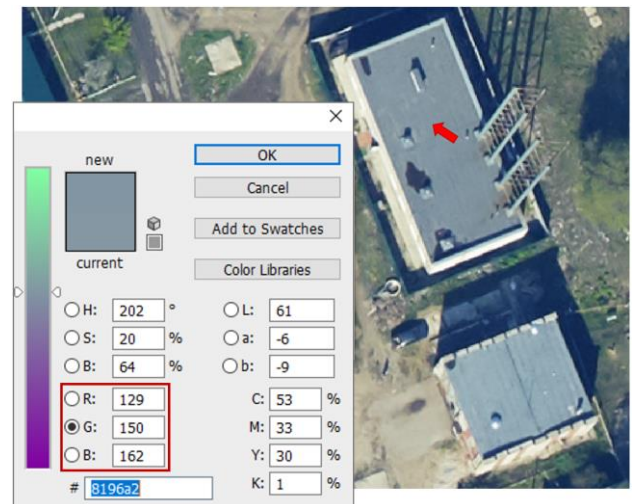 new
current
OK
Cancel
Add to Swatches
Color Libraries
H: 202 °
S: 20 %
B: 64 %
R: 129
G: 150
B: 162
# 8196a2
L: 61
a: -6
b: -9
C: 53 %
M: 33 %
Y: 30 %
K: 1 %